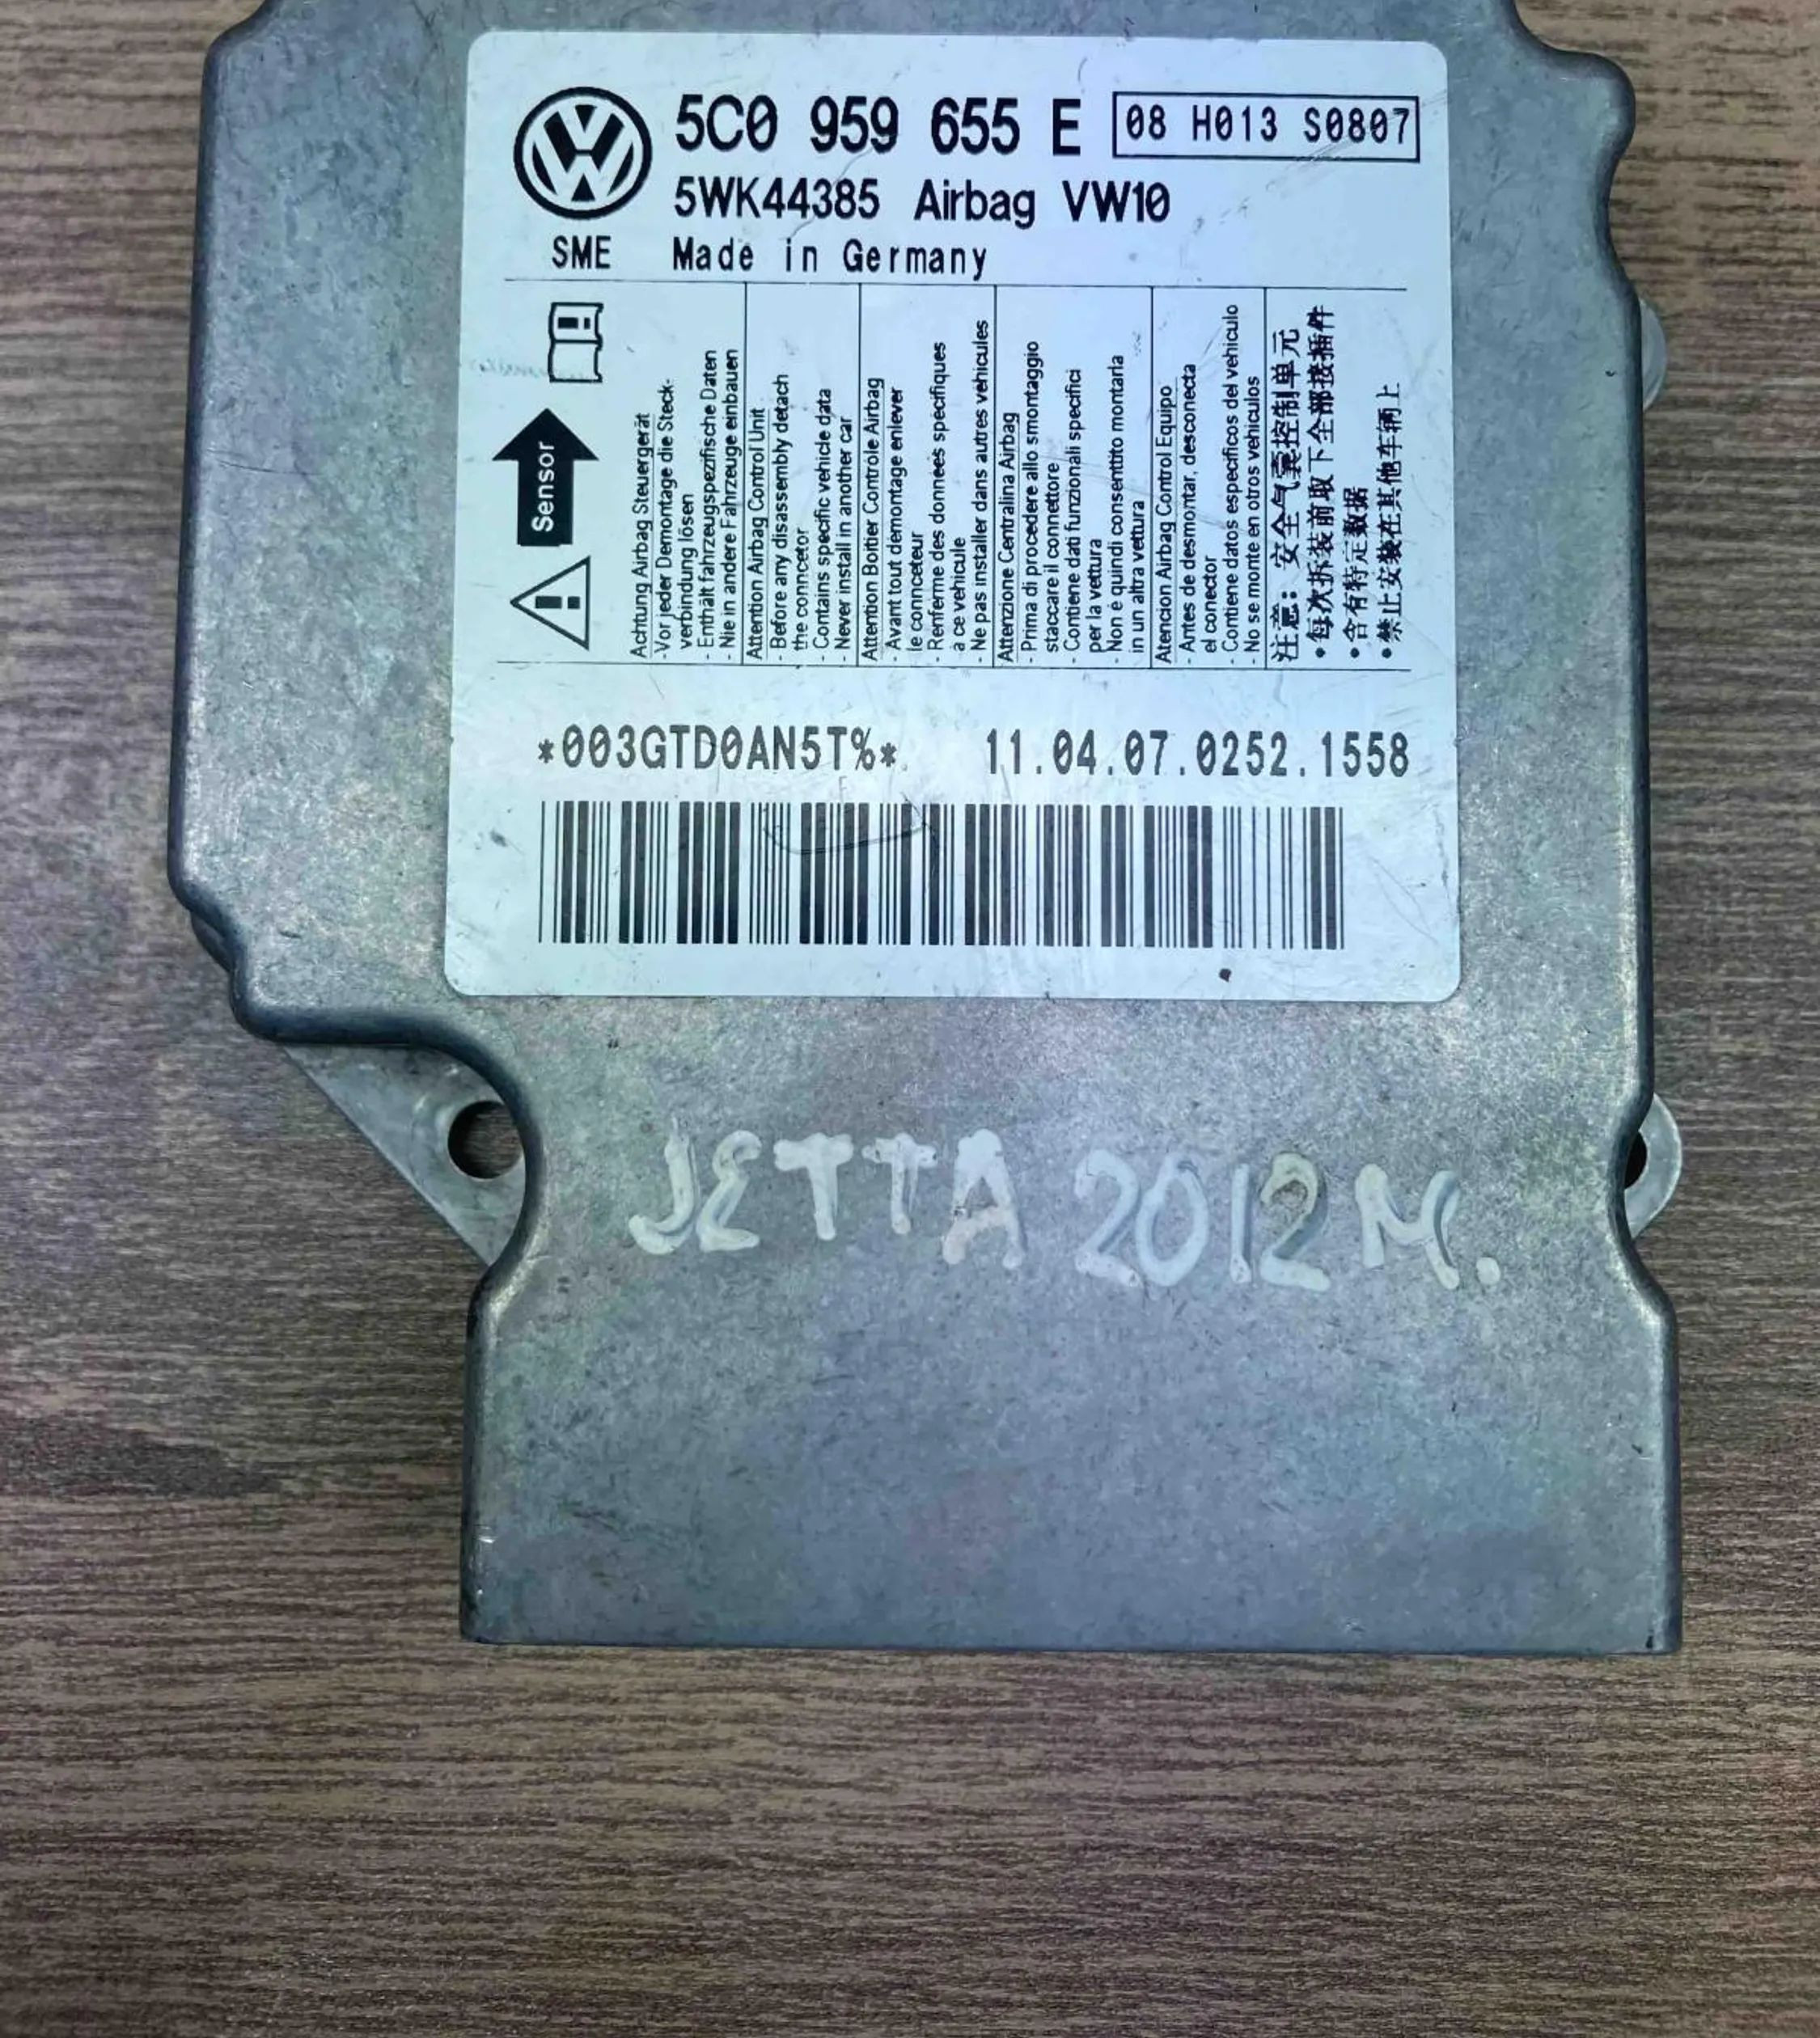 5C0 959 655 E 08 H013 S0807
5WK44385 Airbag VW10
SME Made in Germany
Sensor
Achtung Airbag Steuergerät
-Vor jeder Demontage die Steck-
verbindung lösen
- Enthält fahrzeugspezifische Daten
- Nie in andere Fahrzeuge einbauen
Attention Airbag Control Unit
- Before any disassembly detach
the conncetor
- Contains specific vehicle data
- Never install in another car
Attention Boitier Contrôle Airbag
- Avant tout demontage enlever
le connceteur
- Renferme des donnees spécifiques
à ce vehicule
- Ne pas installer dans autres vehicules
Attenzione Centralina Airbag
- Prima di procedere allo smontaggio
staccare il connettore
- Contiene dati funzionali specifici
per la vettura
- Non é quindi consentito montarla
in un altra vettura
Atencion Airbag Control Equipo
- Antes de desmontar, desconecta
el conector
- Contiene datos especificos del vehiculo
- No se monte en otros vehiculos
注意：安全气囊控制单元
•每次拆装前取下全部接插件
•含有特定数据
•禁止安装在其他车辆上
*003GTD0AN5T%* 11.04.07.0252.1558
JETTA 2012 M.